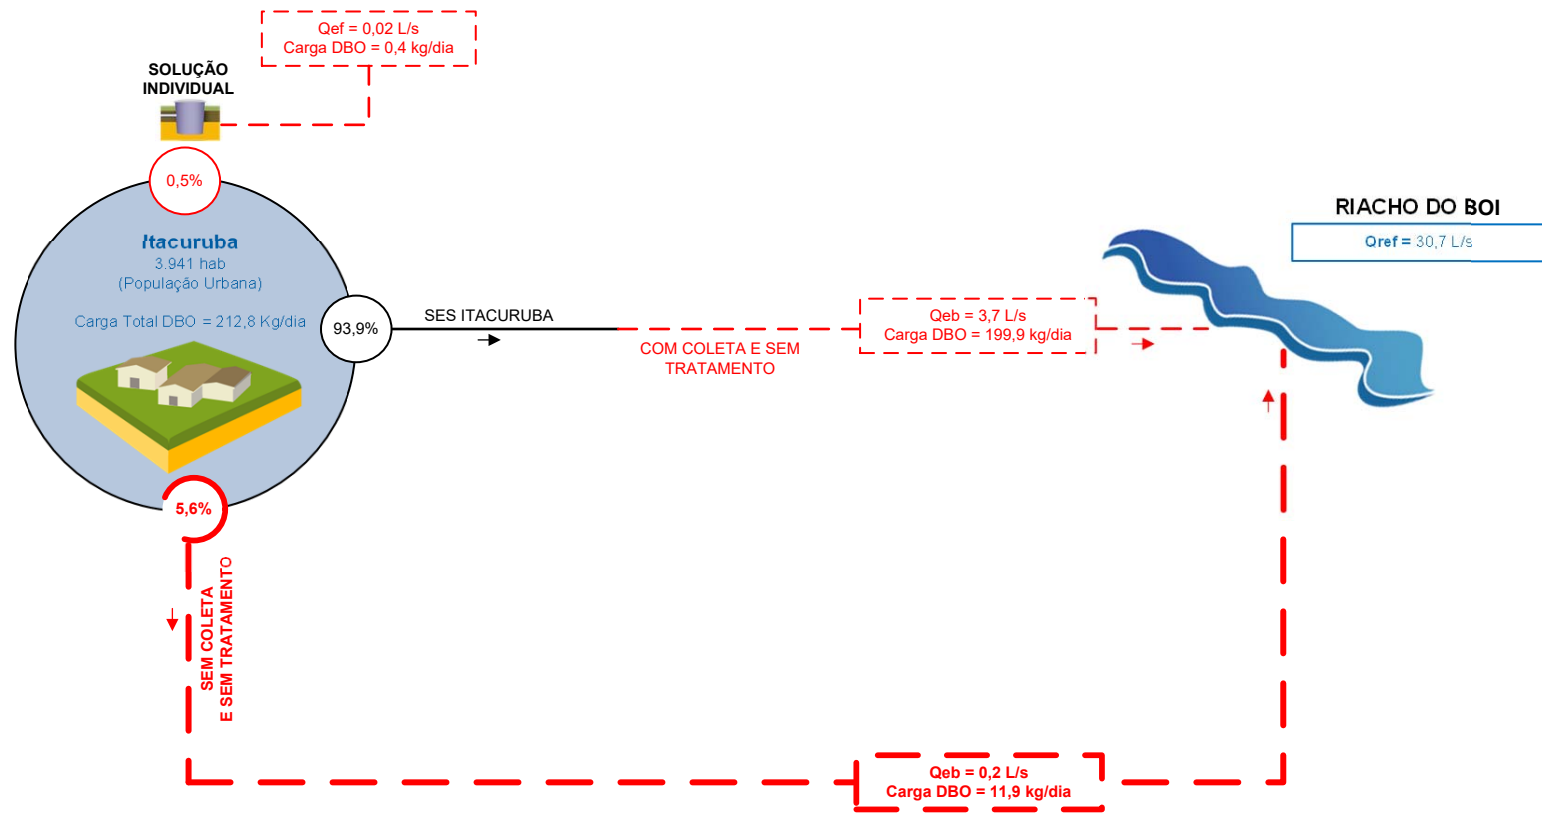 Qef = 0,02 L/s
Carga DBO = 0,4 kg/dia
SOLUÇÃO
INDIVIDUAL
0,5%
Itacuruba
3.941 hab
(População Urbana)
Carga Total DBO = 212,8 Kg/dia
93,9%
SES ITACURUBA
COM COLETA E SEM
TRATAMENTO
Qeb = 3,7 L/s
Carga DBO = 199,9 kg/dia
RIACHO DO BOI
Qref = 30,7 L/s
5,6%
SEM COLETA
E SEM TRATAMENTO
Qeb = 0,2 L/s
Carga DBO = 11,9 kg/dia